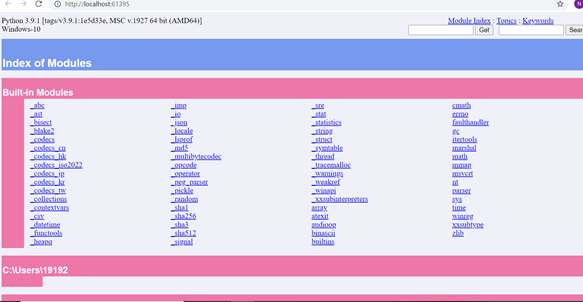 http://localhost:61395
N
Python 3.9.1 [tags/v3.9.1:1e5d33e, MSC v.1927 64 bit (AMD64)]
Windows-10
Module Index : Topics : Keywords
Get
Sear
Index of Modules
Built-in Modules
_abc
_ast
_bisect
_blake2
_codecs
_codecs_cn
_codecs_hk
_codecs_iso2022
_codecs_jp
_codecs_kr
_codecs_tw
_collections
_contextvars
_csv
_datetime
_functools
_heapq
_imp
_io
_json
_locale
_lsprof
_md5
_multibytecodec
_opcode
_operator
_peg_parser
_pickle
_random
_sha1
_sha256
_sha3
_sha512
_signal
_sre
_stat
_statistics
_string
_struct
_symtable
_thread
_tracemalloc
_warnings
_weakref
_winapi
_xxsubinterpreters
array
atexit
audioop
binascii
builtins
cmath
errno
faulthandler
gc
itertools
marshal
math
mmap
msvcrt
nt
parser
sys
time
winreg
xxsubtype
zlib
C:\Users\19192